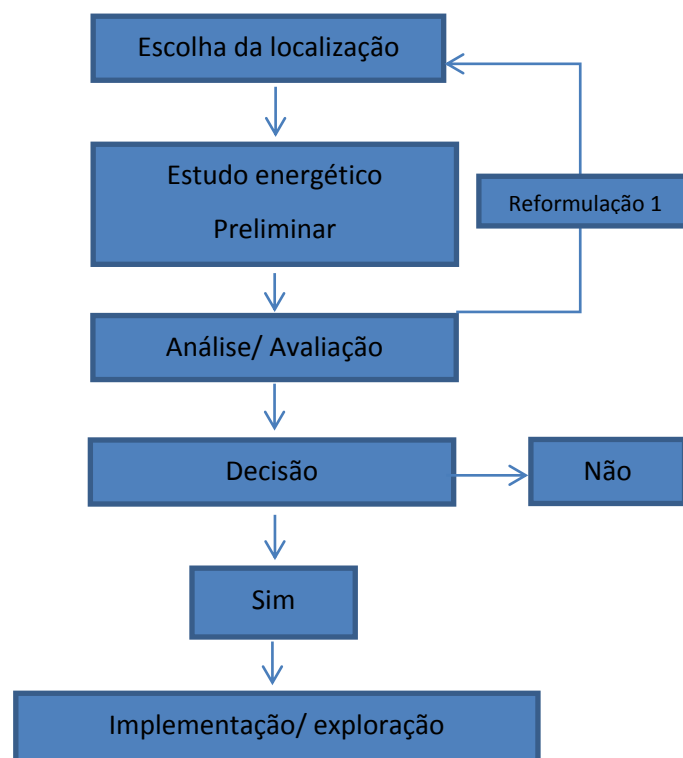 Escolha da localização
Estudo energético
Preliminar
Reformulação 1
Análise/ Avaliação
Decisão
Não
Sim
Implementação/ exploração